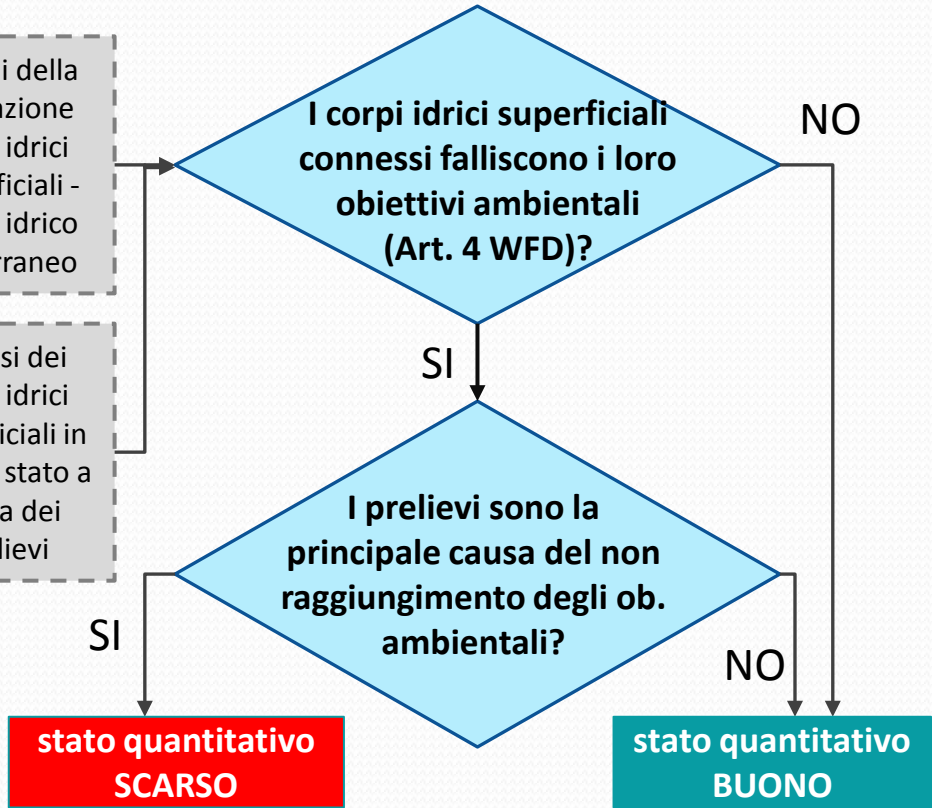 i della
azione
idrici
ficiali -
idrico
rraneo
I corpi idrici superficiali
connessi falliscono i loro
obiettivi ambientali
(Art. 4 WFD)?
NO
si dei
idrici
iciali in
stato a
a dei
lievi
SI
I prelievi sono la
principale causa del non
raggiungimento degli ob.
ambientali?
SI
NO
stato quantitativo
SCARSO
stato quantitativo
BUONO